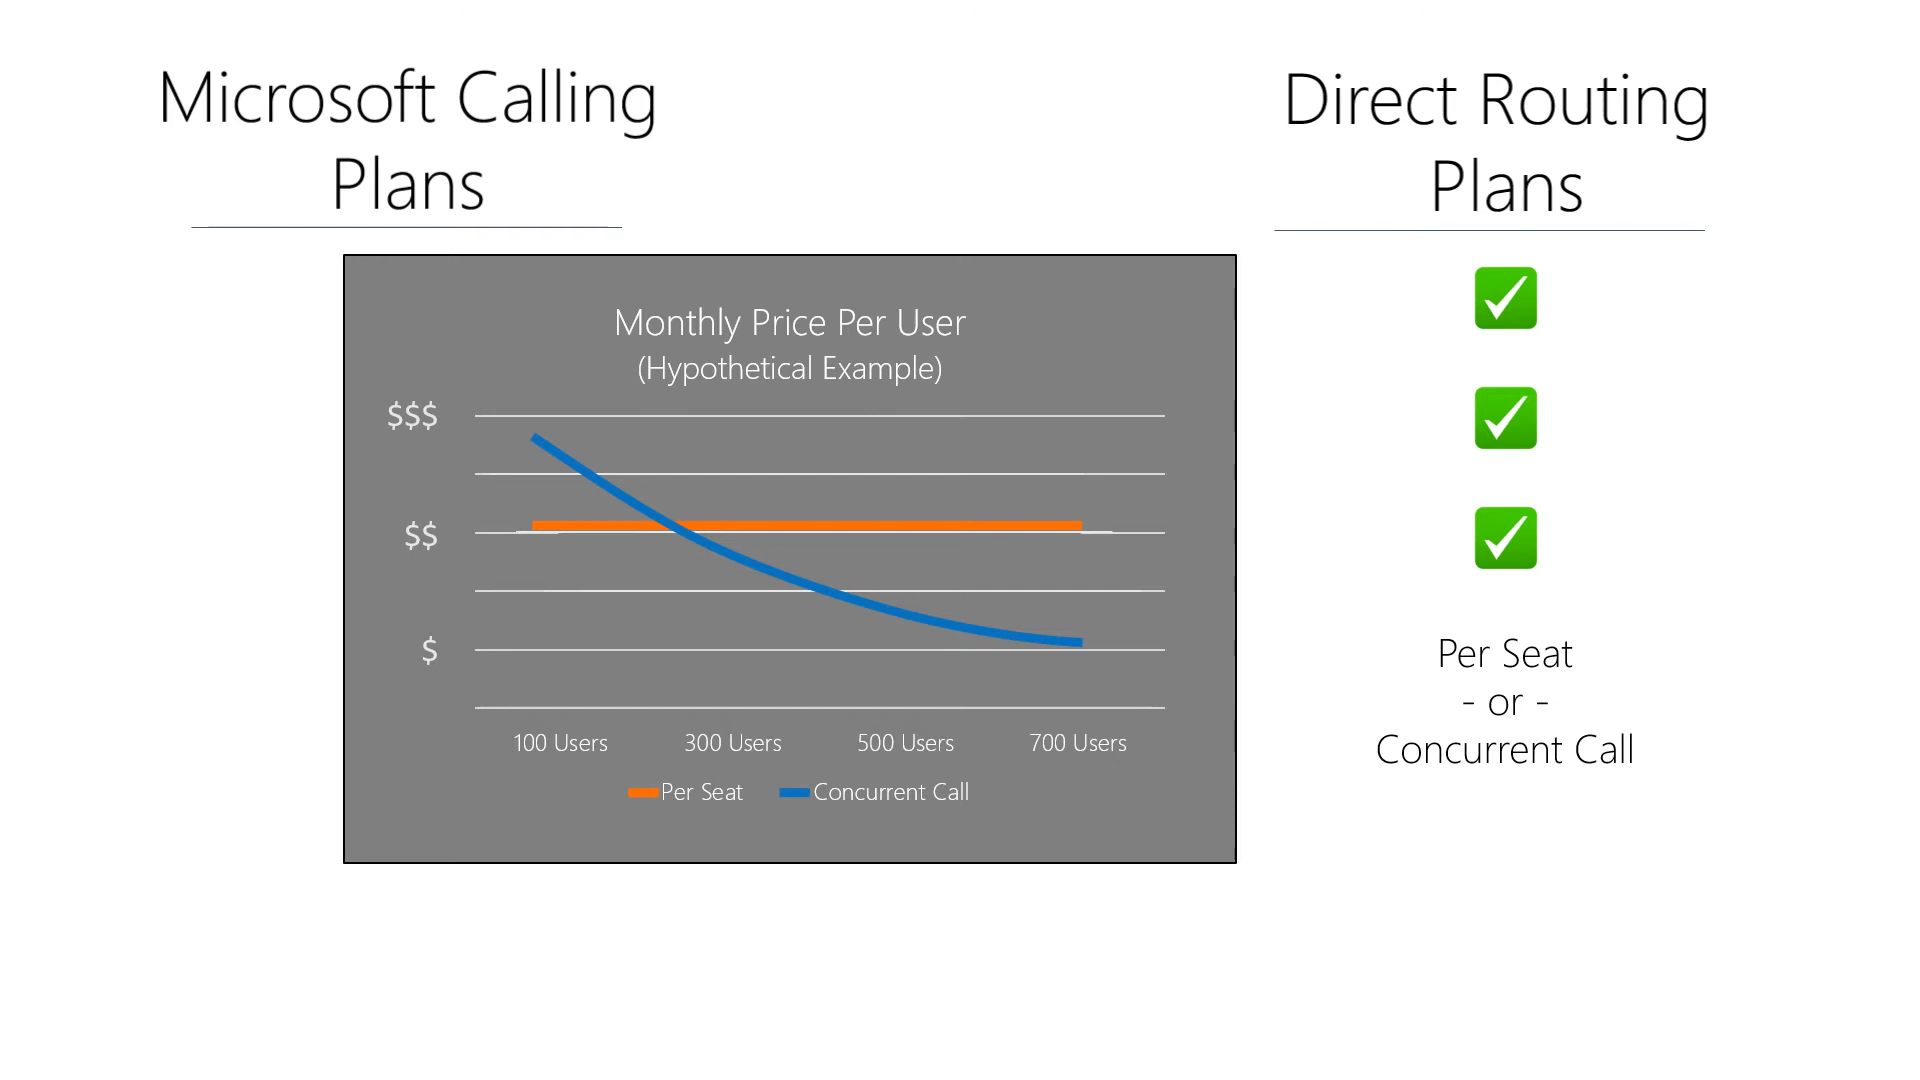 Microsoft Calling
Plans
Direct Routing
Plans
Monthly Price Per User
(Hypothetical Example)
$$$
$$
$
100 Users 300 Users 500 Users 700 Users
Per Seat Concurrent Call
Per Seat
- or -
Concurrent Call